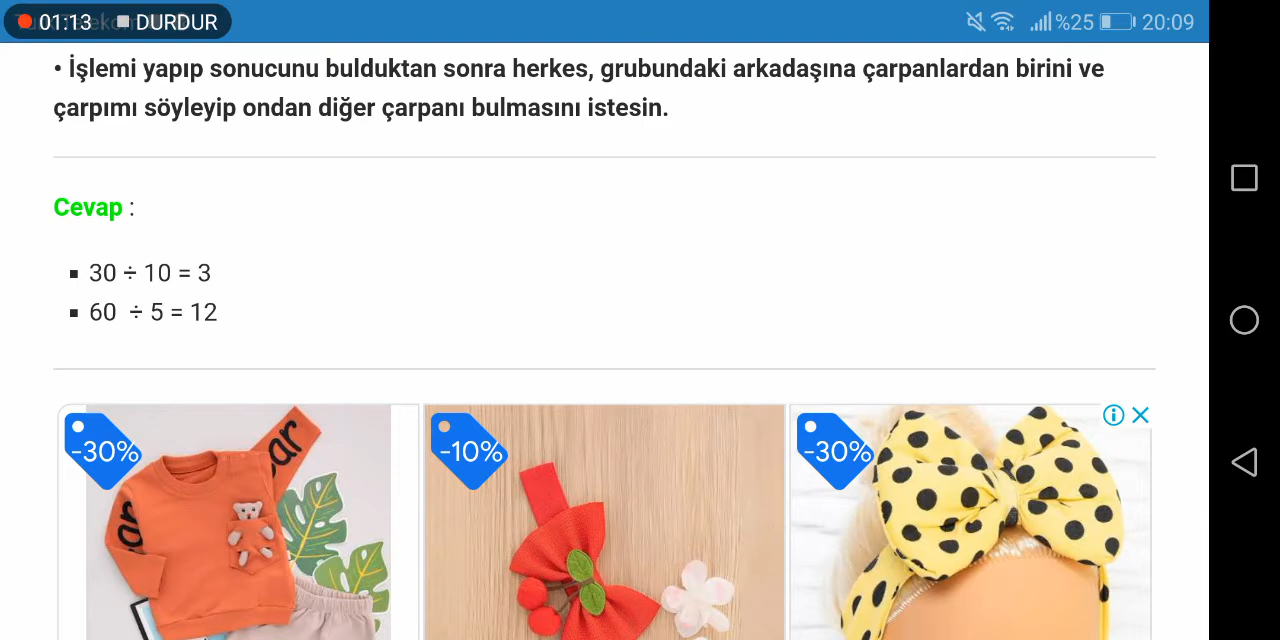 01:13 DURDUR %25 20:09
• İşlemi yapıp sonucunu bulduktan sonra herkes, grubundaki arkadaşına çarpanlardan birini ve
çarpımı söyleyip ondan diğer çarpanı bulmasını istesin.
Cevap :
▪ 30 ÷ 10 = 3
▪ 60 ÷ 5 = 12
-30% -10% -30%
ar